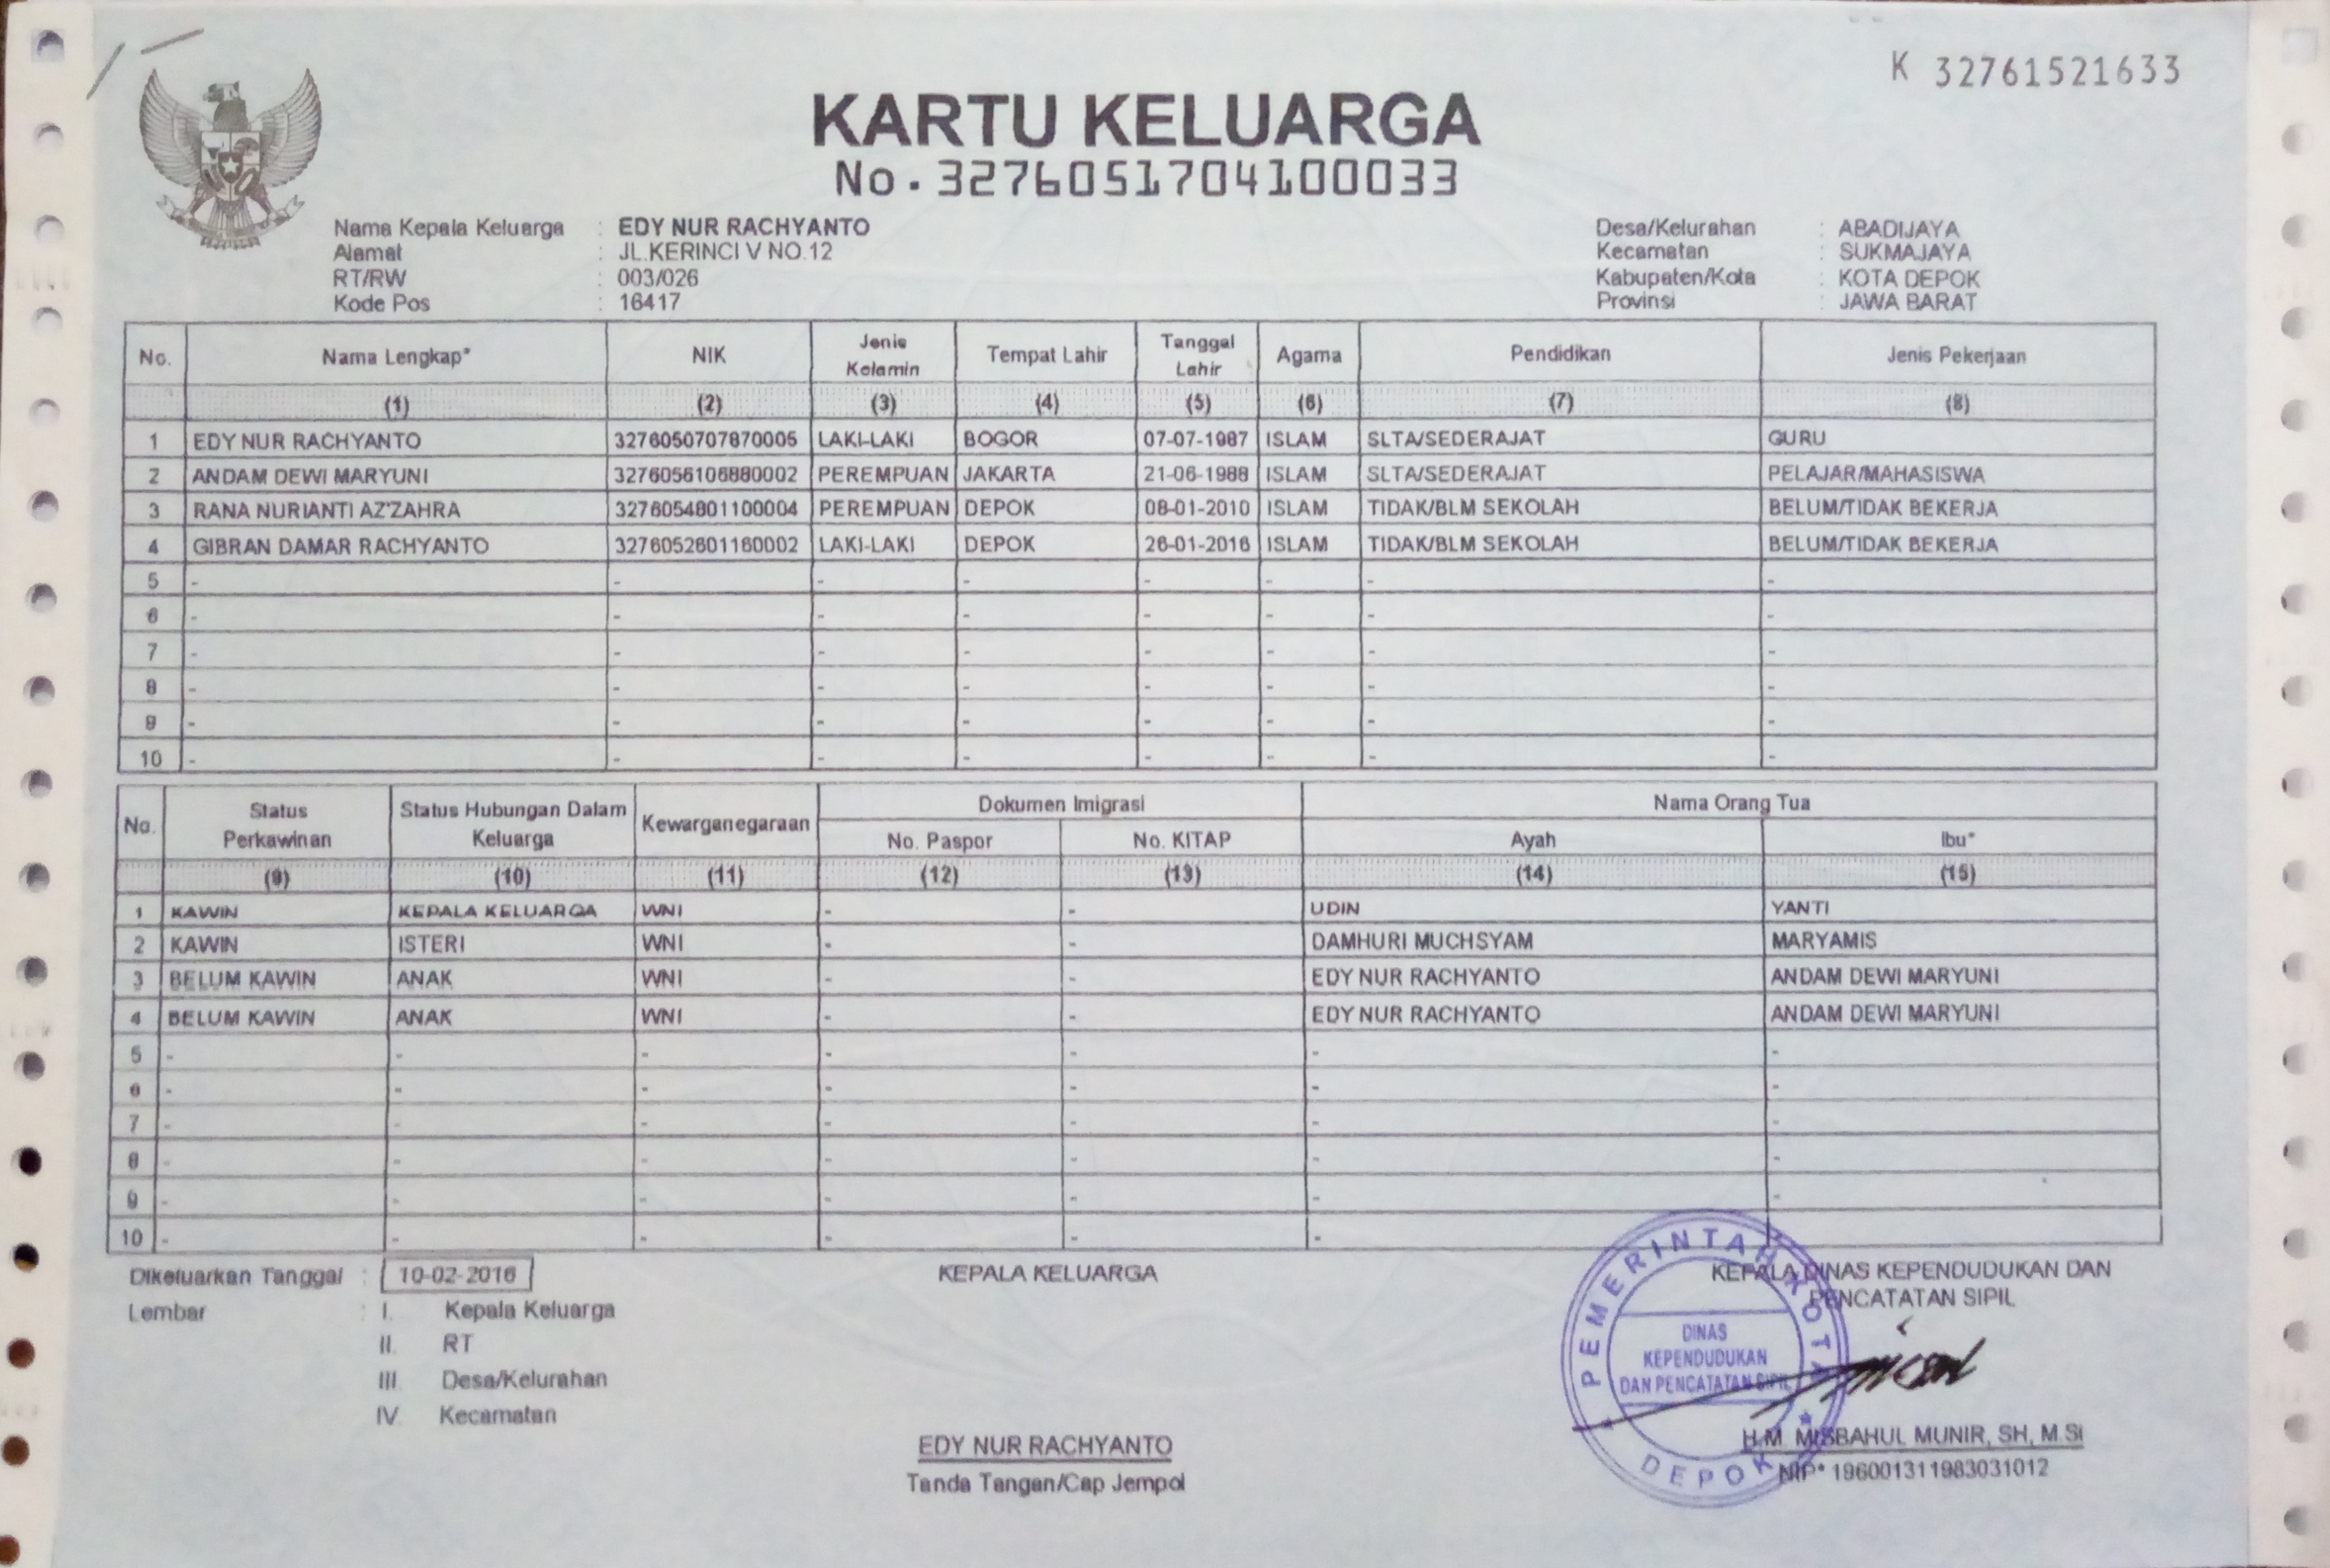 K 32761521633
KARTU KELUARGA
No.3276051704100033
Nama Kepala Keluarga : EDY NUR RACHYANTO
Alamat : JL.KERINCI V NO.12
RT/RW : 003/026
Kode Pos : 16417
Desa/Kelurahan : ABADIJAYA
Kecamatan : SUKMAJAYA
Kabupaten/Kota : KOTA DEPOK
Provinsi : JAWA BARAT
No. Nama Lengkap* NIK Jenis Kelamin Tempat Lahir Tanggal Lahir Agama Pendidikan Jenis Pekerjaan
(1) (2) (3) (4) (5) (6) (7) (8)
1 EDY NUR RACHYANTO 3276050707870005 LAKI-LAKI BOGOR 07-07-1987 ISLAM SLTA/SEDERAJAT GURU
2 ANDAM DEWI MARYUNI 3276056106880002 PEREMPUAN JAKARTA 21-06-1988 ISLAM SLTA/SEDERAJAT PELAJAR/MAHASISWA
3 RANA NURIANTI AZ'ZAHRA 3276054801100004 PEREMPUAN DEPOK 08-01-2010 ISLAM TIDAK/BLM SEKOLAH BELUM/TIDAK BEKERJA
4 GIBRAN DAMAR RACHYANTO 3276052601160002 LAKI-LAKI DEPOK 26-01-2016 ISLAM TIDAK/BLM SEKOLAH BELUM/TIDAK BEKERJA
5 - - - - - - - -
6 - - - - - - - -
7 - - - - - - - -
8 - - - - - - - -
9 - - - - - - - -
10 - - - - - - - -
No. Status Perkawinan Status Hubungan Dalam Keluarga Kewarganegaraan Dokumen Imigrasi Nama Orang Tua
No. Paspor No. KITAP Ayah Ibu*
(9) (10) (11) (12) (13) (14) (15)
1 KAWIN KEPALA KELUARGA WNI - - UDIN YANTI
2 KAWIN ISTERI WNI - - DAMHURI MUCHSYAM MARYAMIS
3 BELUM KAWIN ANAK WNI - - EDY NUR RACHYANTO ANDAM DEWI MARYUNI
4 BELUM KAWIN ANAK WNI - - EDY NUR RACHYANTO ANDAM DEWI MARYUNI
5 - - - - - - -
6 - - - - - - -
7 - - - - - - -
8 - - - - - - -
9 - - - - - - -
10 - - - - - -
Dikeluarkan Tanggal : 10-02-2016
Lembar : I. Kepala Keluarga
II. RT
III. Desa/Kelurahan
IV. Kecamatan
KEPALA KELUARGA
EDY NUR RACHYANTO
Tanda Tangan/Cap Jempol
KEPALA DINAS KEPENDUDUKAN DAN
PENCATATAN SIPIL
PEMERINTAH KOTA
DINAS
KEPENDUDUKAN
DAN PENCATATAN SIPIL
DEPOK
H.M. MISBAHUL MUNIR, SH, M.Si
NIP* 196001311983031012